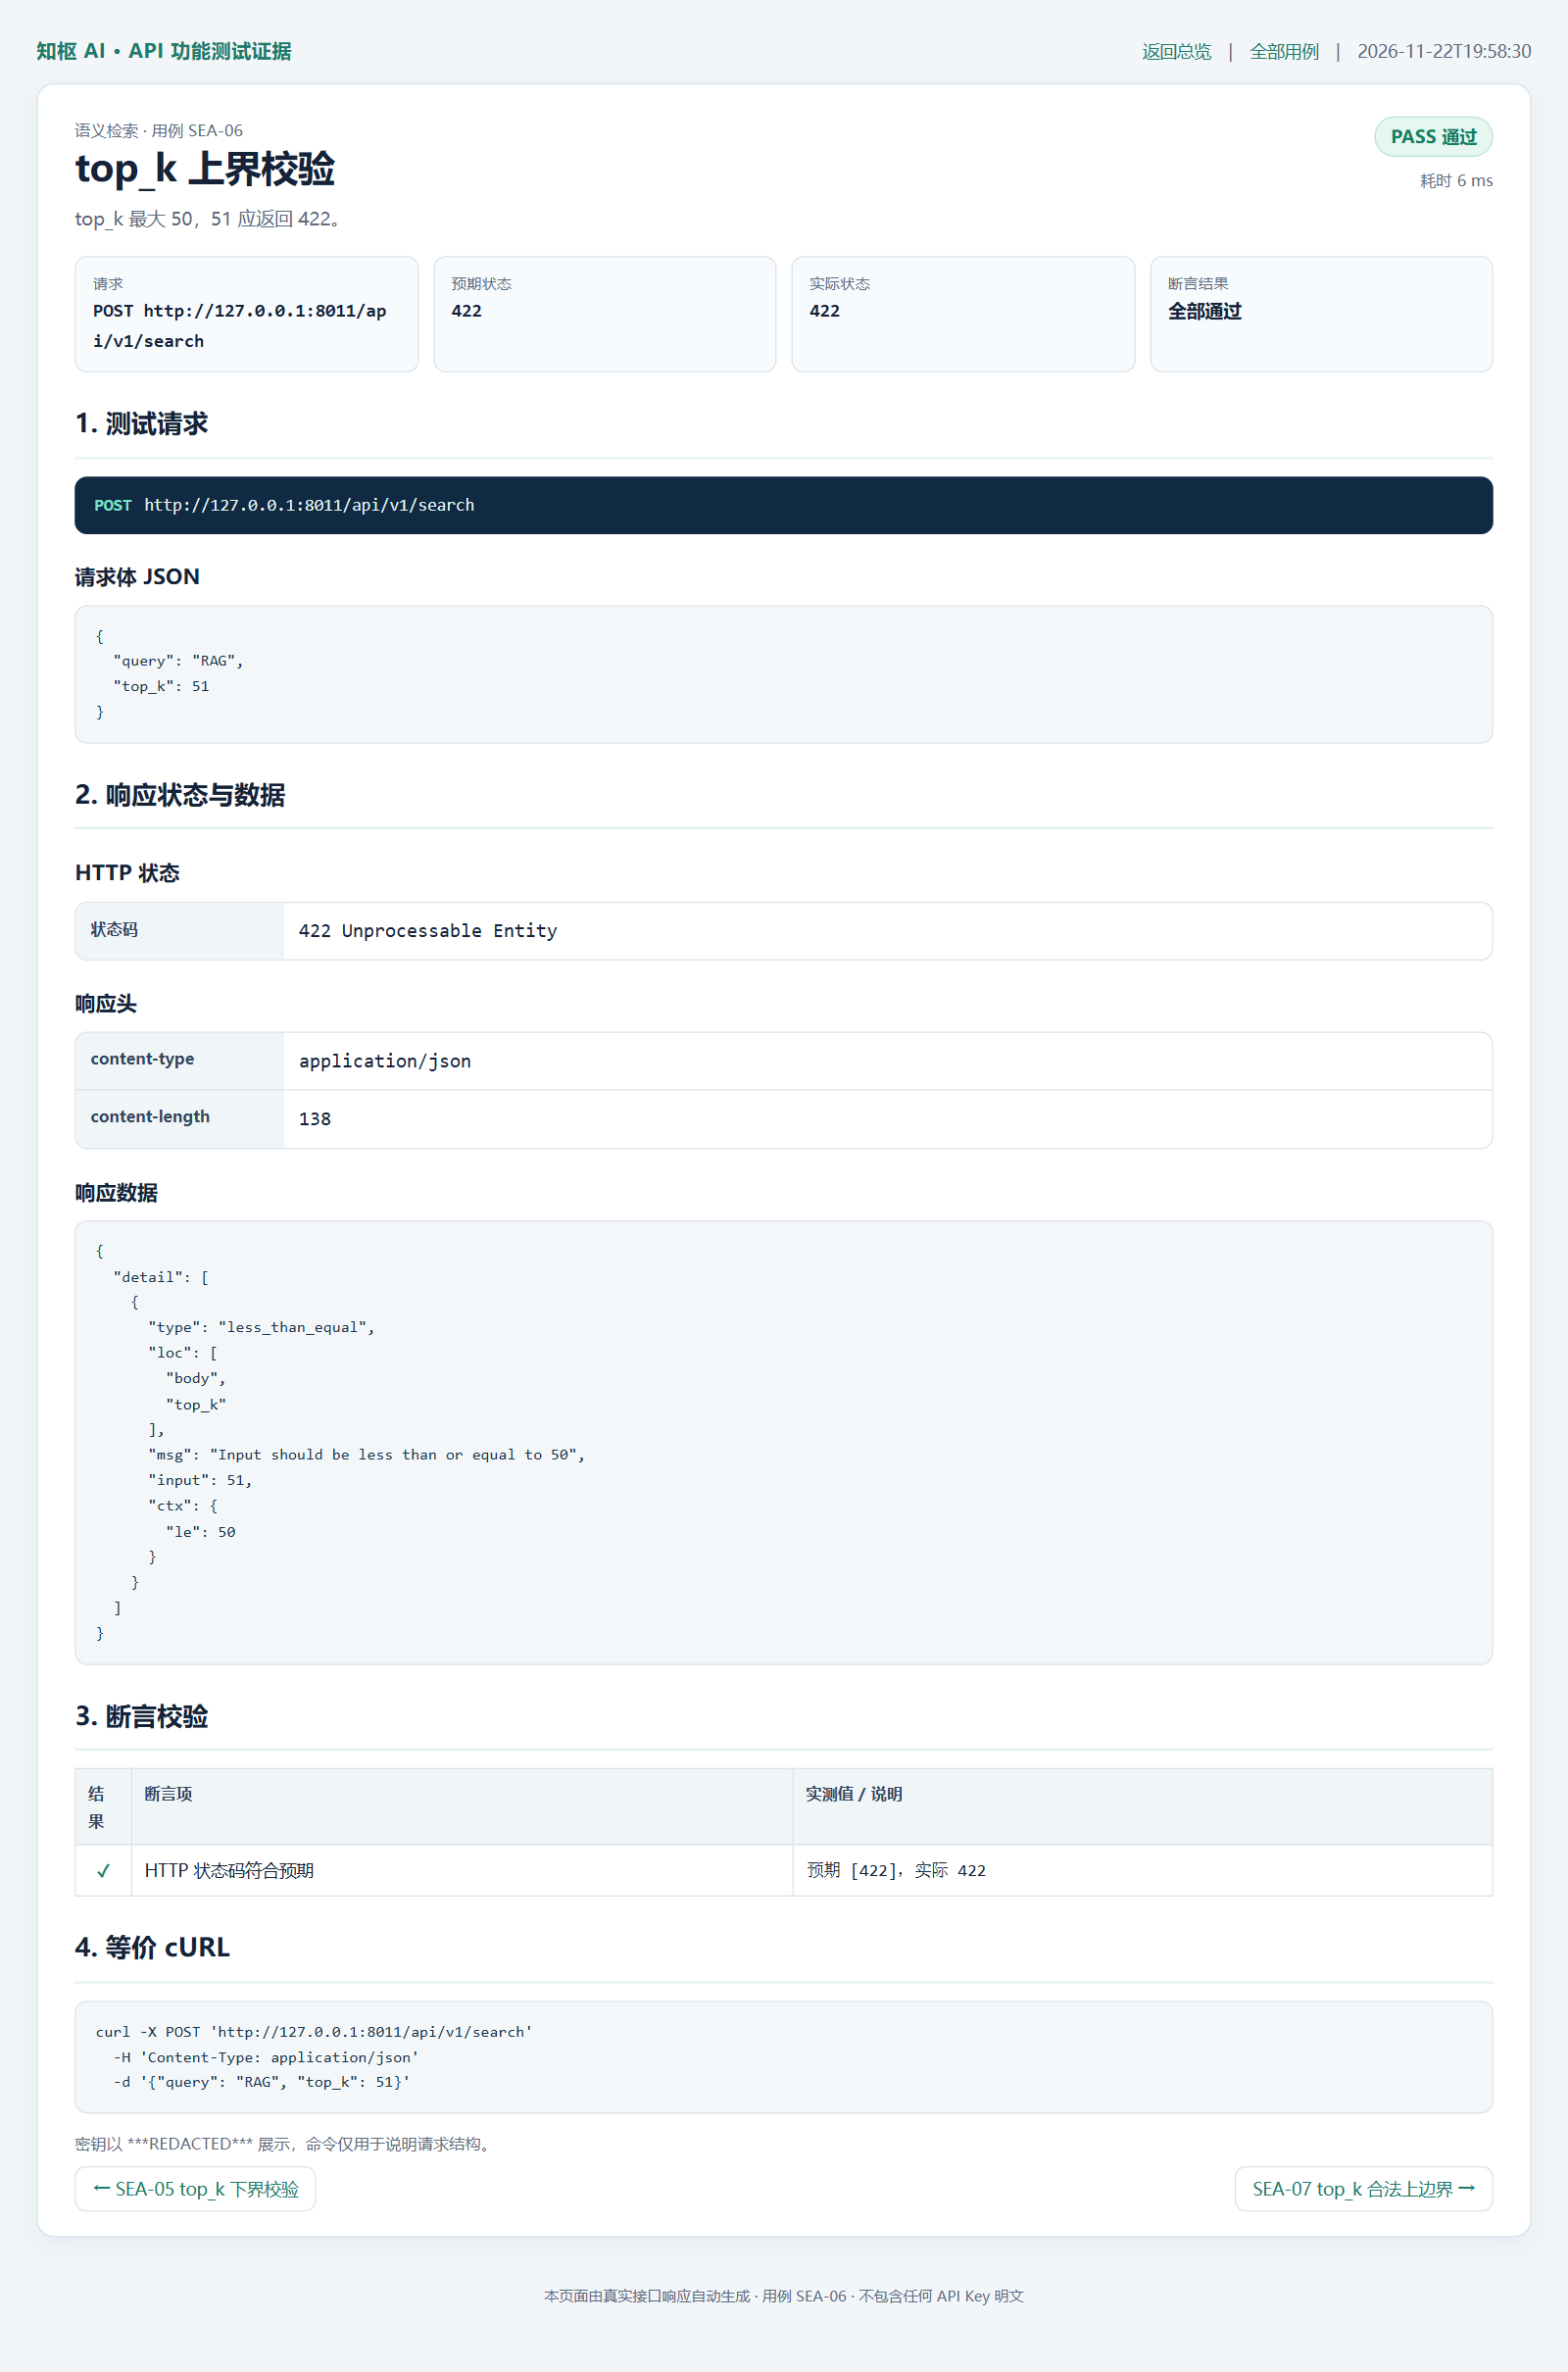 知枢 AI · API 功能测试证据
返回总览 | 全部用例 | 2026-11-22T19:58:30
语义检索 · 用例 SEA-06
PASS 通过
top_k 上界校验
耗时 6 ms
top_k 最大 50，51 应返回 422。
请求
POST http://127.0.0.1:8011/ap
i/v1/search
预期状态
422
实际状态
422
断言结果
全部通过
1. 测试请求
POST http://127.0.0.1:8011/api/v1/search
请求体 JSON
{
  "query": "RAG",
  "top_k": 51
}
2. 响应状态与数据
HTTP 状态
状态码 422 Unprocessable Entity
响应头
content-type application/json
content-length 138
响应数据
{
  "detail": [
    {
      "type": "less_than_equal",
      "loc": [
        "body",
        "top_k"
      ],
      "msg": "Input should be less than or equal to 50",
      "input": 51,
      "ctx": {
        "le": 50
      }
    }
  ]
}
3. 断言校验
结
果
断言项
实测值 / 说明
✓ HTTP 状态码符合预期 预期 [422]，实际 422
4. 等价 cURL
curl -X POST 'http://127.0.0.1:8011/api/v1/search'
  -H 'Content-Type: application/json'
  -d '{"query": "RAG", "top_k": 51}'
密钥以 ***REDACTED*** 展示，命令仅用于说明请求结构。
← SEA-05 top_k 下界校验
SEA-07 top_k 合法上边界 →
本页面由真实接口响应自动生成 · 用例 SEA-06 · 不包含任何 API Key 明文